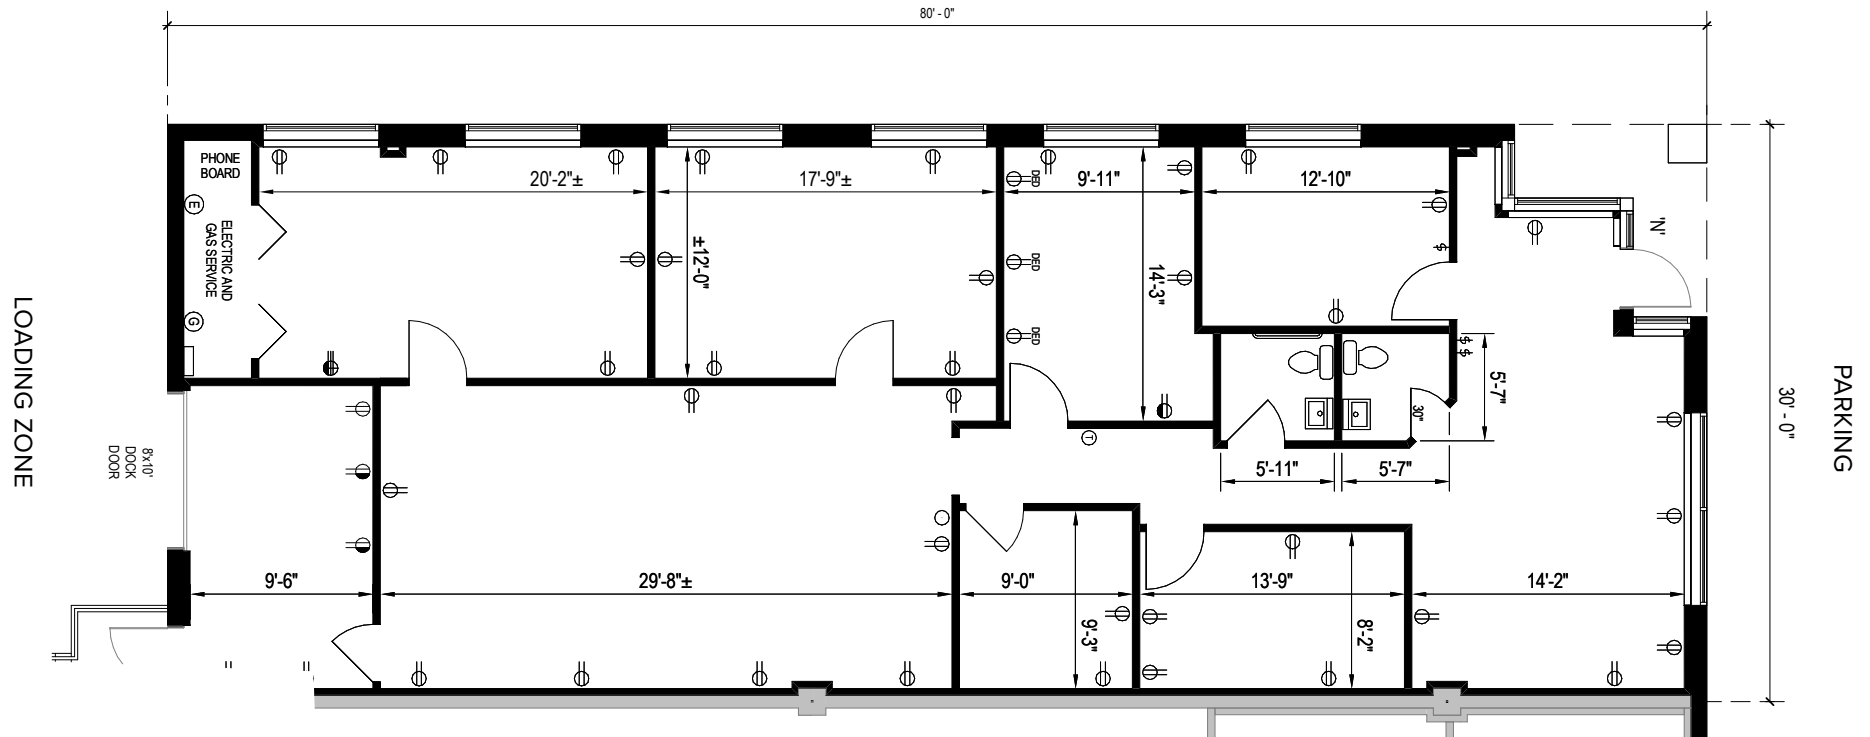 80' - 0"
PHONE
BOARD
20'-2"±
17'-9"±
9'-11"
12'-10"
DED
E
ELECTRIC AND
GAS SERVICE
±12'-0"
14'-3"
DED
$
'N'
G
DED
$ $
5'-7"
30"
T
5'-11"
5'-7"
LOADING ZONE
8'x10'
DOCK
DOOR
30' - 0"
PARKING
9'-6"
29'-8"±
9'-0"
13'-9"
14'-2"
9'-3"
8'-2"